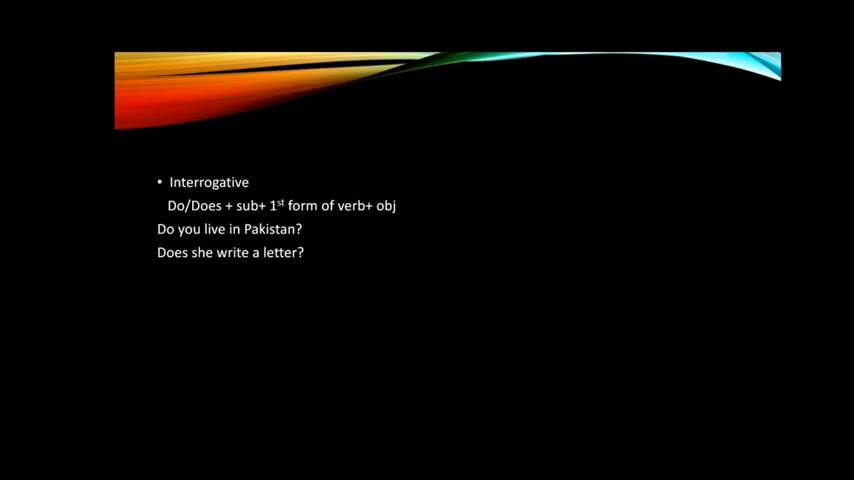 • Interrogative
Do/Does + sub+ 1st form of verb+ obj
Do you live in Pakistan?
Does she write a letter?